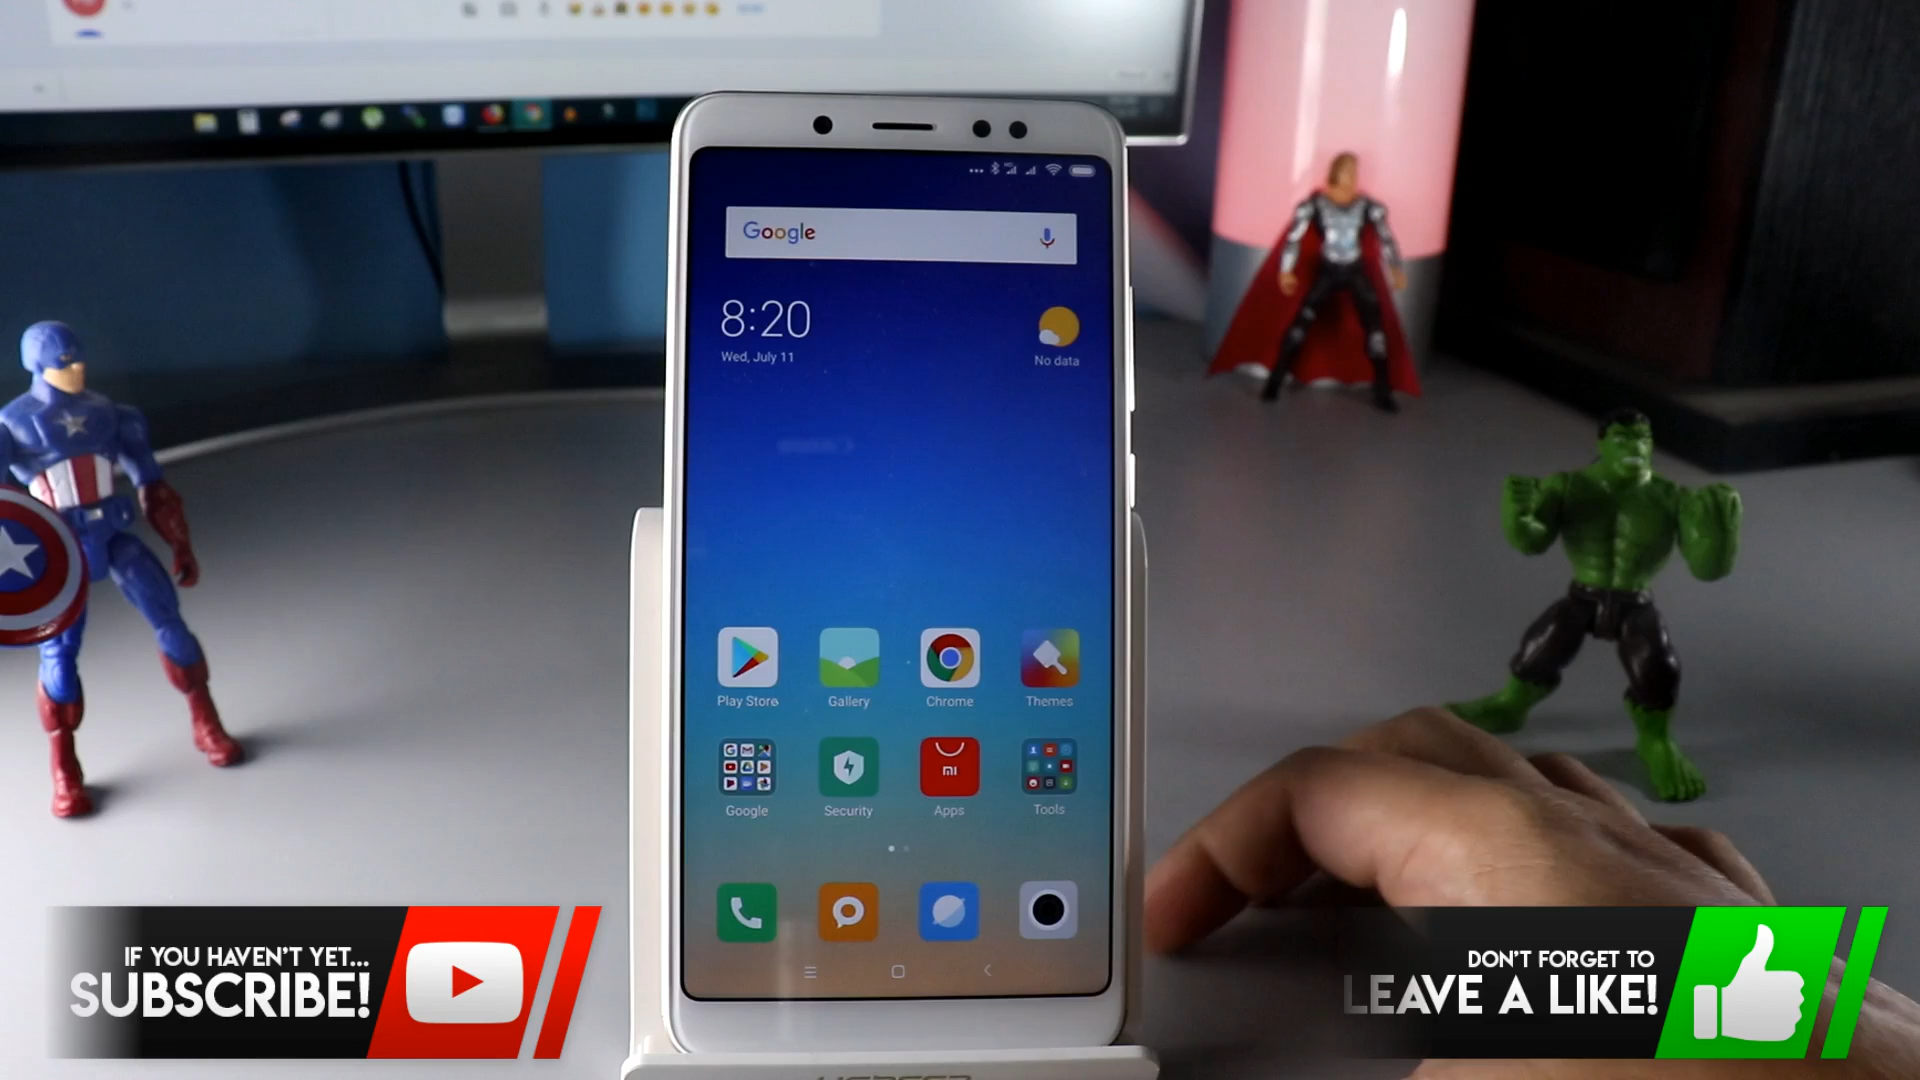 Google
8:20
Wed, July 11
No data
Play Store
Gallery
Chrome
Themes
mi
Google
Security
Apps
Tools
IF YOU HAVEN'T YET...
SUBSCRIBE!
DON'T FORGET TO
LEAVE A LIKE!